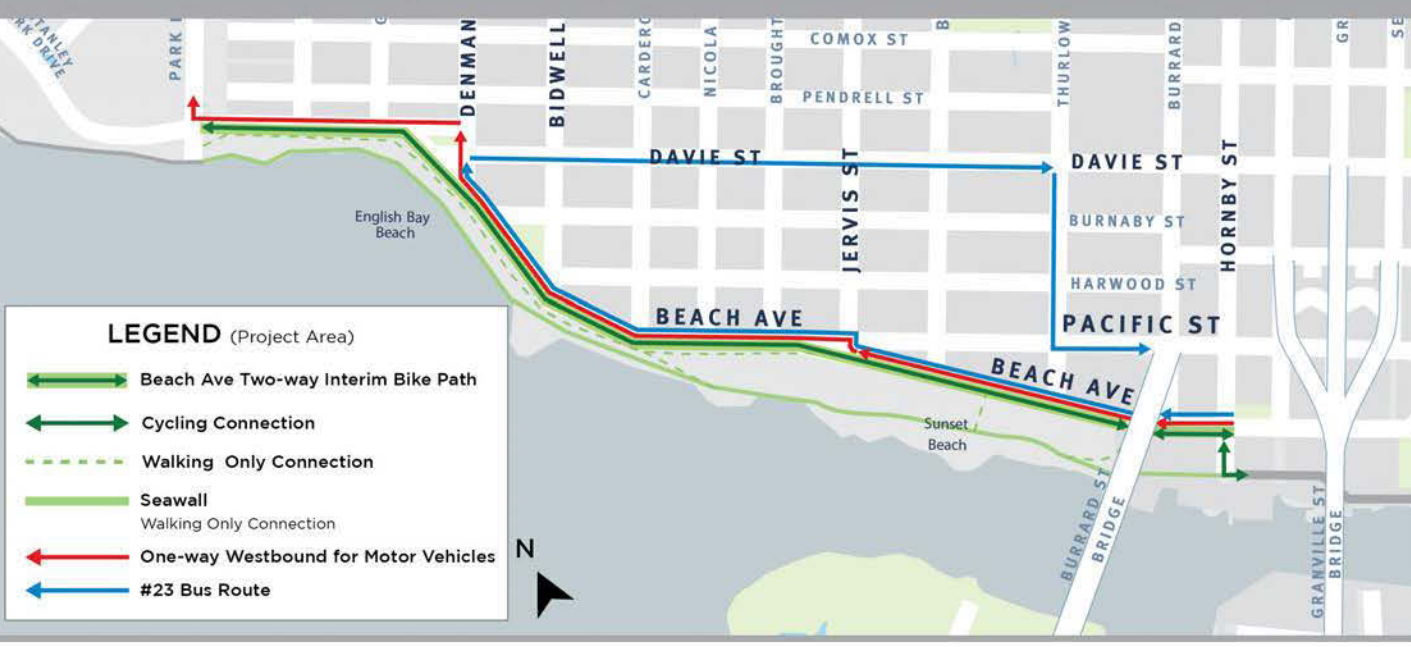 STANLEY
PARK DRIVE
PARK
DENMAN
BIDWELL
CARDERO
NICOLA
BROUGHT
COMOX ST
PENDRELL ST
THURLOW
BURRARD
B
GR
SE
G
DAVIE ST
DAVIE ST
JERVIS ST
HORNBY ST
BURNABY ST
HARWOOD ST
PACIFIC ST
BEACH AVE
BEACH AVE
English Bay
Beach
Sunset
Beach
BURRARD ST
BRIDGE
GRANVILLE ST
BRIDGE
LEGEND (Project Area)
Beach Ave Two-way Interim Bike Path
Cycling Connection
Walking Only Connection
Seawall
Walking Only Connection
One-way Westbound for Motor Vehicles
#23 Bus Route
N